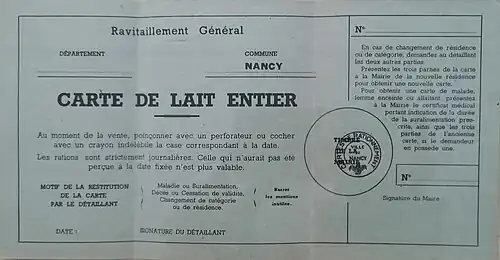 Ravitaillement Général
DÉPARTEMENT
COMMUNE
NANCY
CARTE DE LAIT ENTIER
Au moment de la vente, poinçonner avec un perforateur ou cocher
avec un crayon indélébile la case correspondant à la date.
Les rations sont strictement journalières. Celle qui n'aurait pas été
perçue à la date fixée n'est plus valable.
MOTIF DE LA RESTITUTION
DE LA CARTE
PAR LE DÉTAILLANT
Maladie ou Suralimentation,
Décès ou Cessation de validité,
Changement de catégorie
ou de résidence.
Barrer
les mentions
inutiles.
DATE :
SIGNATURE DU DÉTAILLANT
N°
En cas de changement de résidence
ou de catégorie, demandez au détaillant
les deux autres parties.
Présentez les trois parties de la carte
à la Mairie de la nouvelle résidence
pour obtenir une nouvelle carte.
Pour obtenir une carte de malade,
femme enceinte ou allaitant, présentez
à la Mairie le certificat médical
portant indication de la durée
de la suralimentation pres-
crite, ainsi que les trois
parties de l'ancienne
carte, si le demandeur
en possède une.
VILLE
NANCY
N°
Signature du Maire